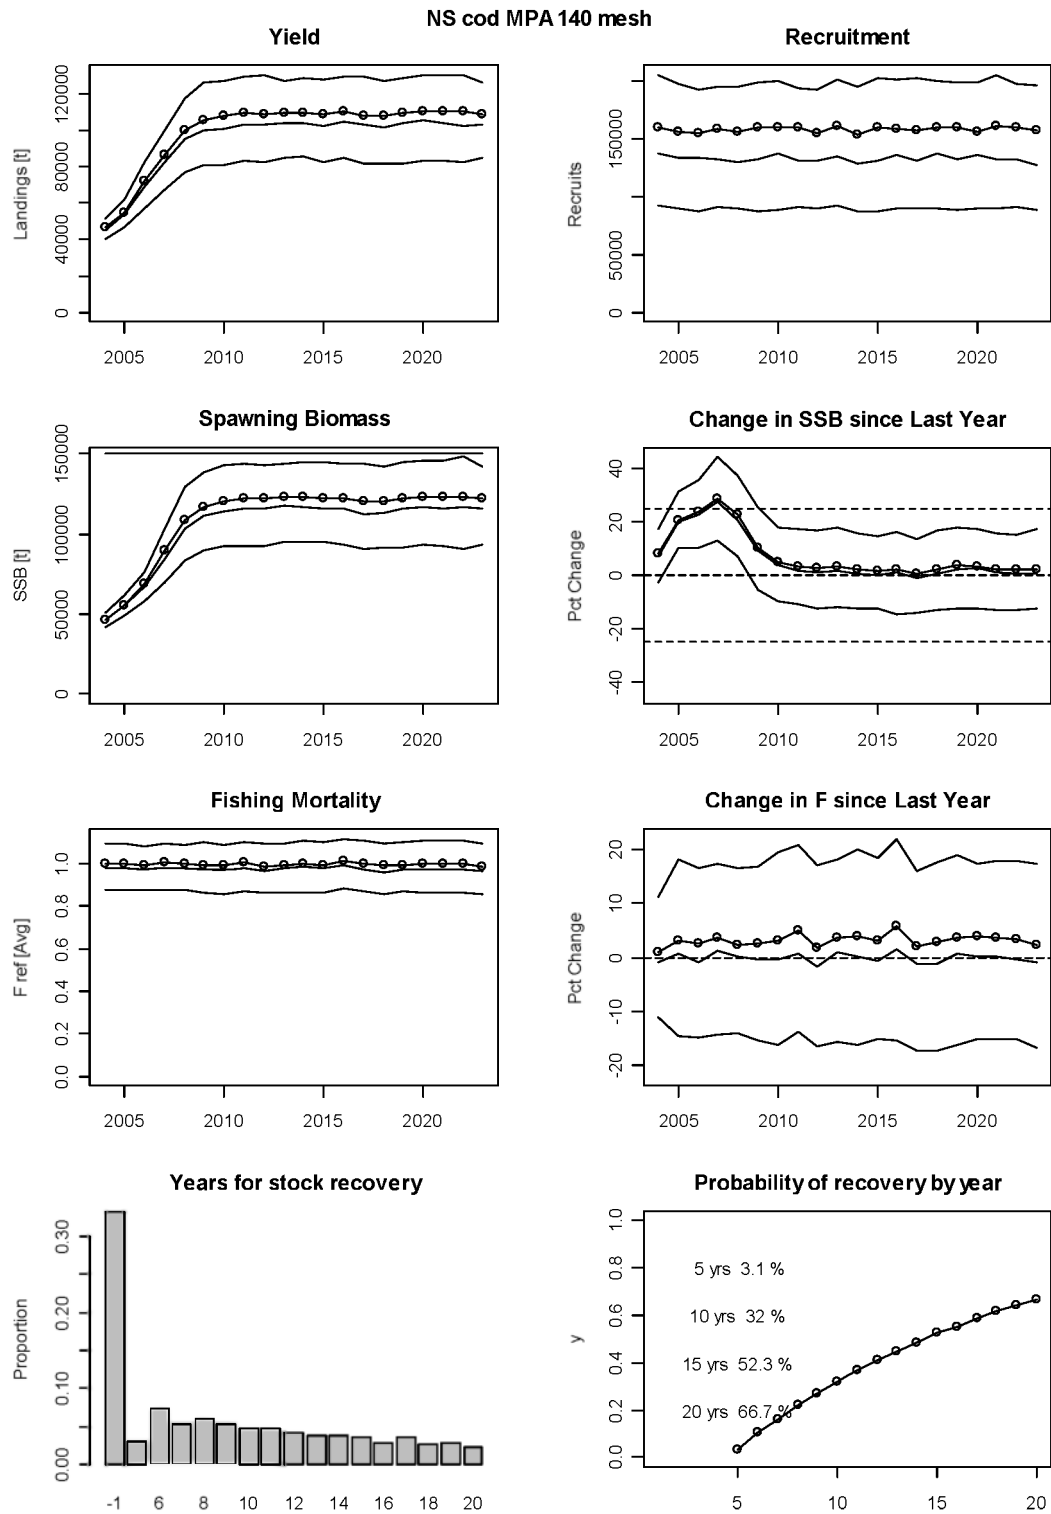 NS cod MPA 140 mesh
Yield
Landings [t]
0 40000 80000 120000
2005 2010 2015 2020
Recruitment
Recruits
0 50000 150000
2005 2010 2015 2020
Spawning Biomass
SSB [t]
0 50000 100000 150000
2005 2010 2015 2020
Change in SSB since Last Year
Pct Change
-40 -20 0 20 40
2005 2010 2015 2020
Fishing Mortality
F ref [Avg]
0.0 0.2 0.4 0.6 0.8 1.0
2005 2010 2015 2020
Change in F since Last Year
Pct Change
-20 -10 0 10 20
2005 2010 2015 2020
Years for stock recovery
Proportion
0.00 0.10 0.20 0.30
-1 6 8 10 12 14 16 18 20
Probability of recovery by year
y
0.0 0.2 0.4 0.6 0.8 1.0
5 yrs 3.1 %
10 yrs 32 %
15 yrs 52.3 %
20 yrs 66.7 %
5 10 15 20